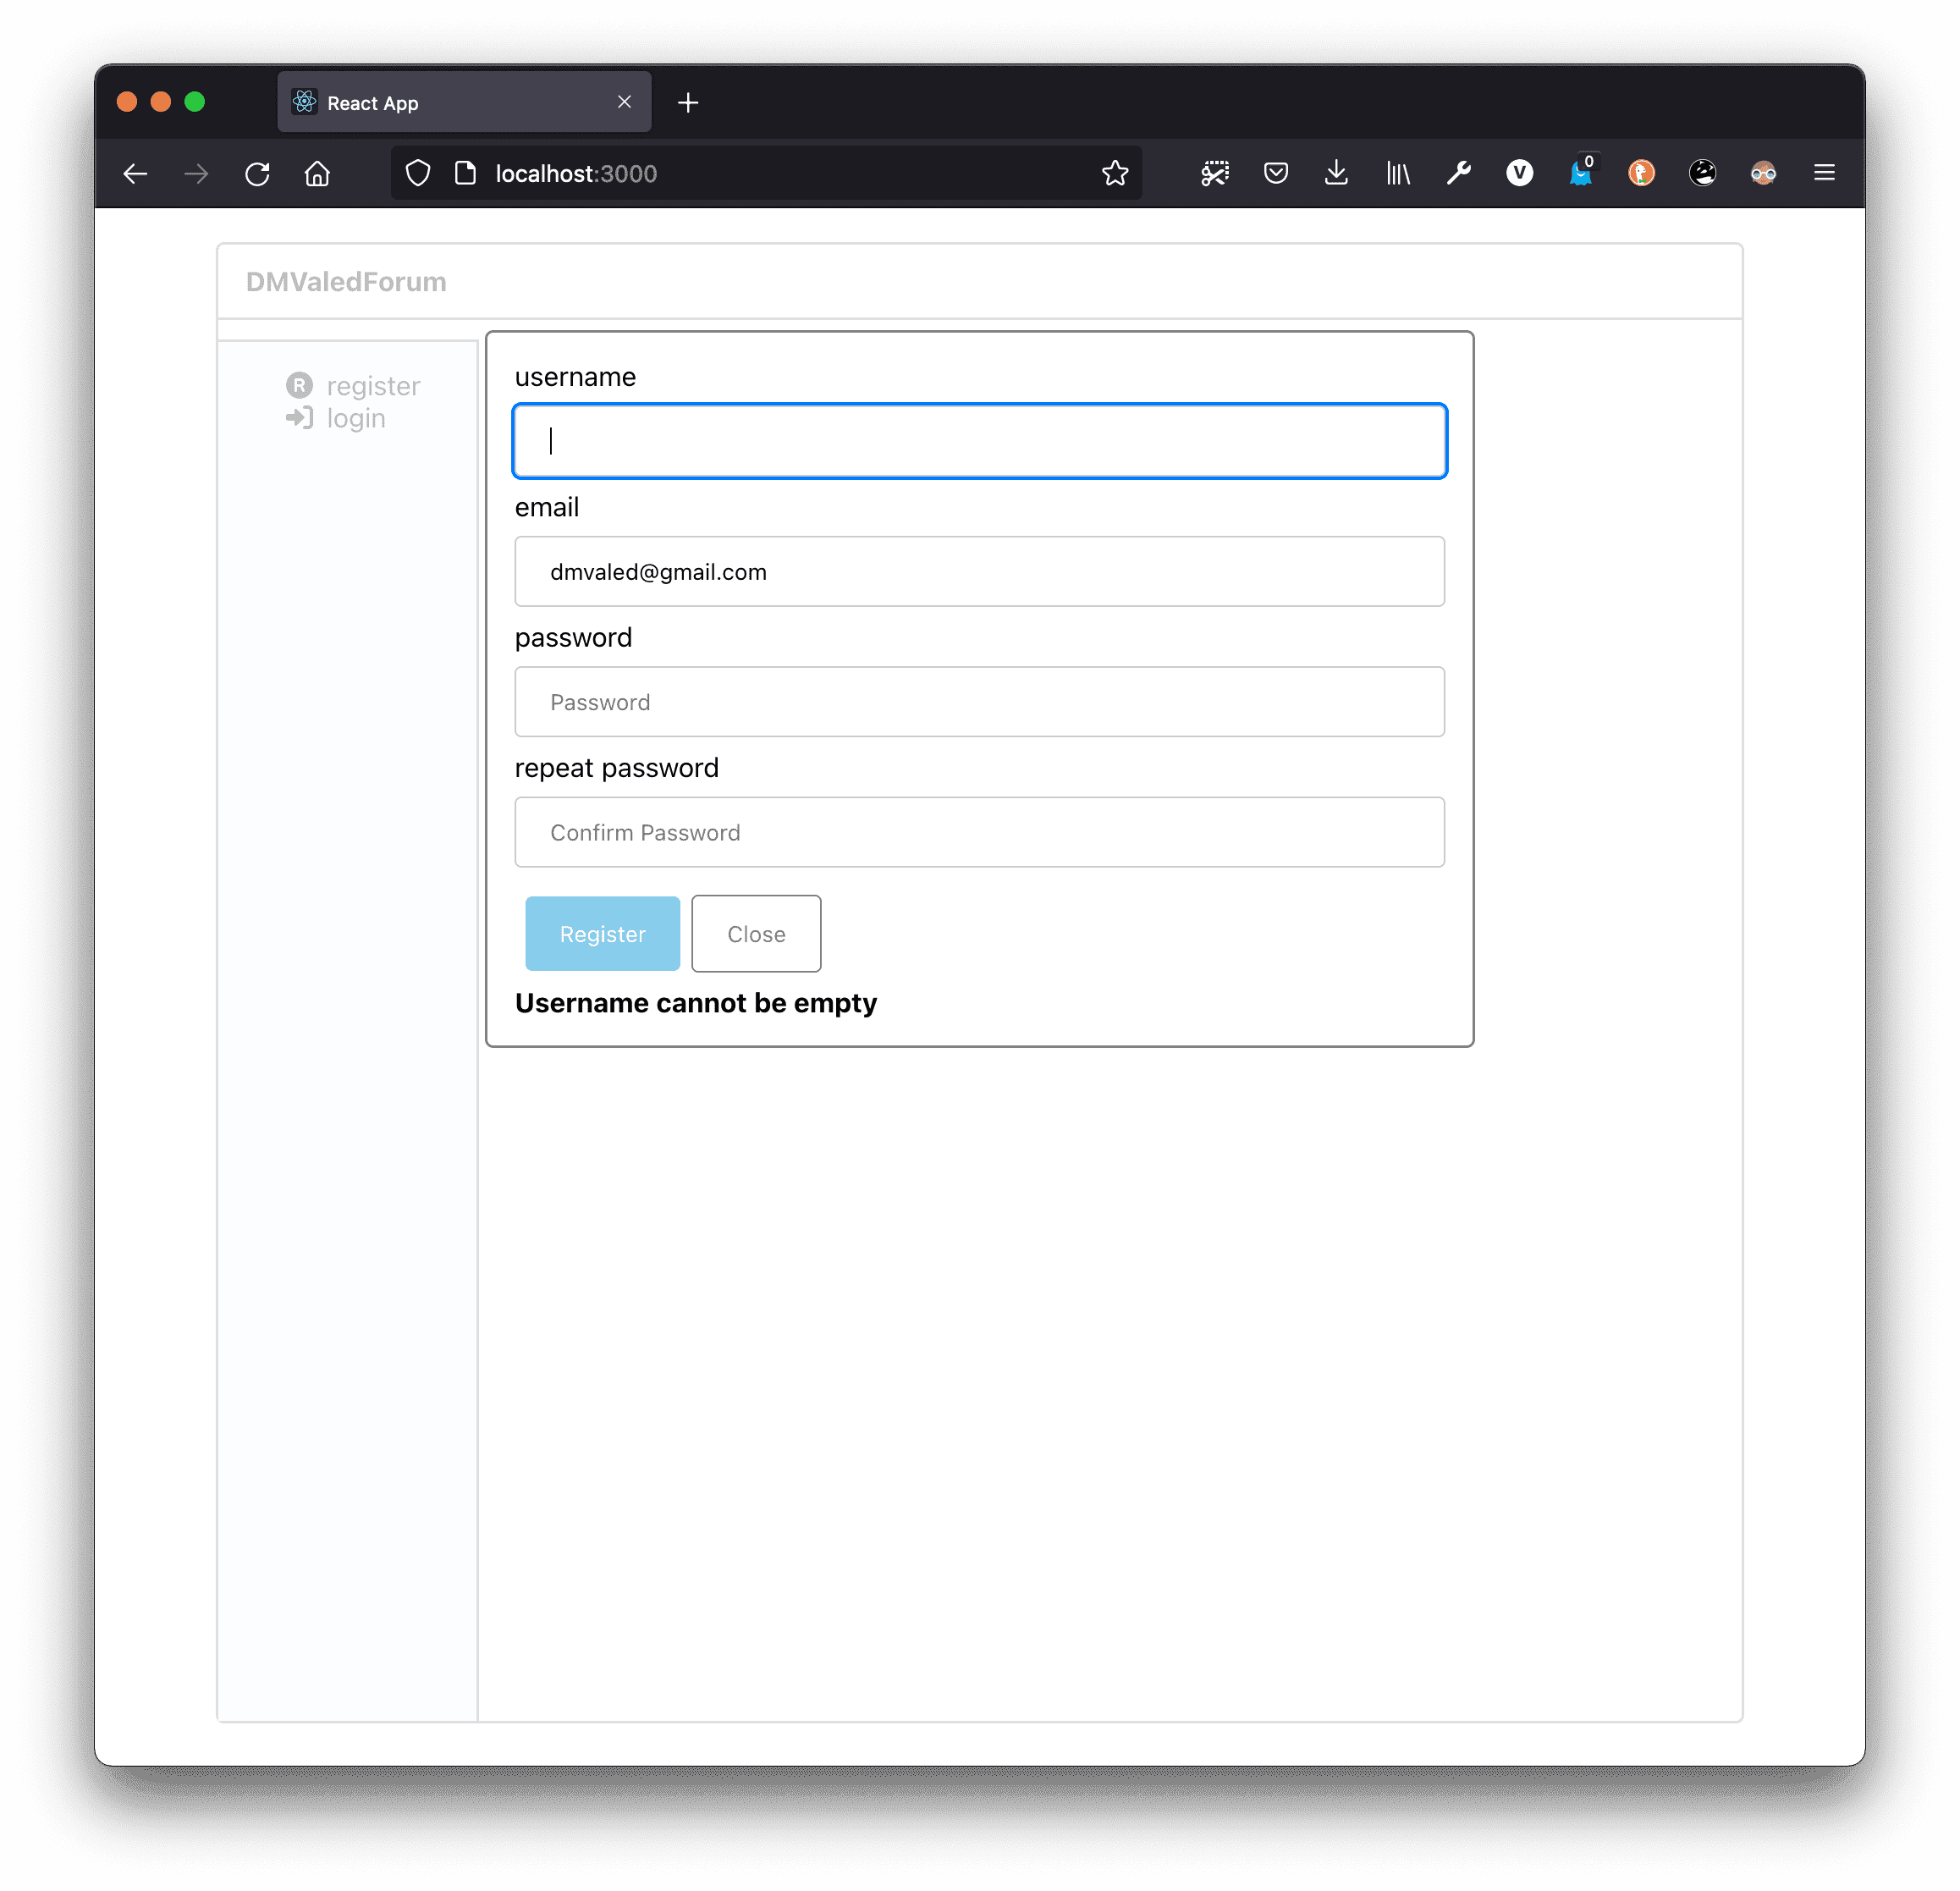 React App
localhost:3000
0
V
DMValedForum
R register
login
username
email
dmvaled@gmail.com
password
Password
repeat password
Confirm Password
Register Close
Username cannot be empty